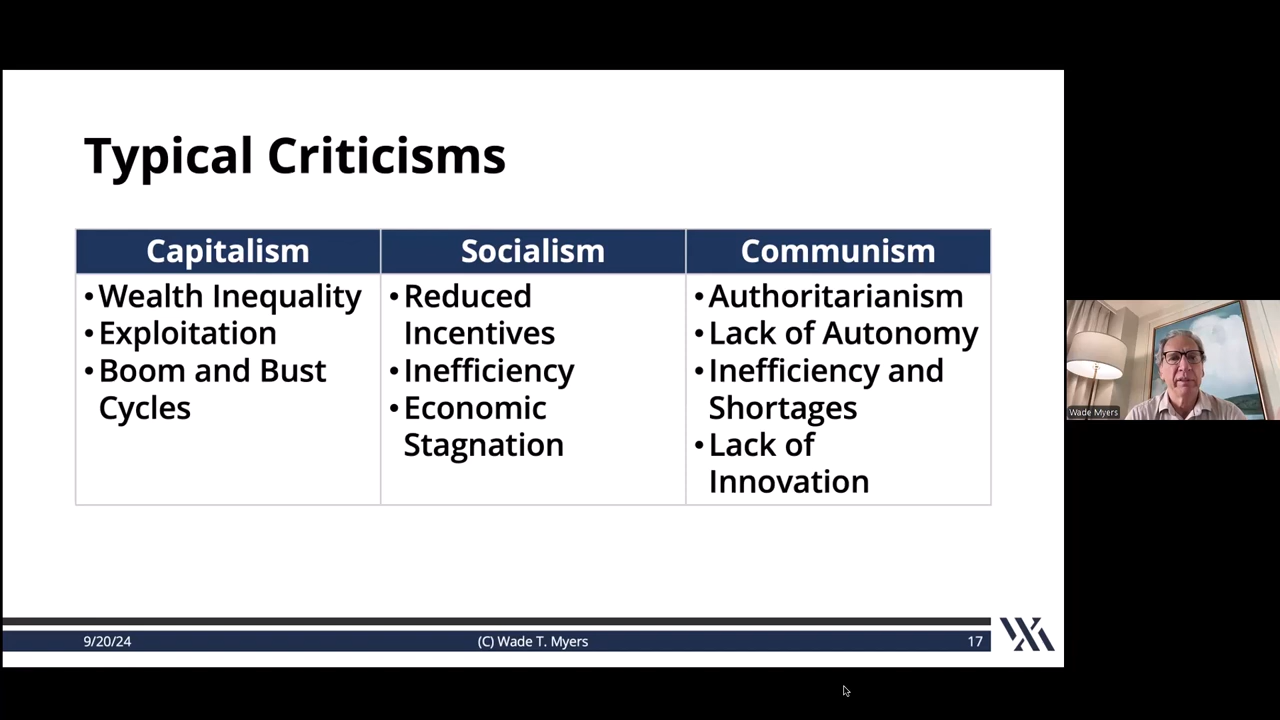 Typical Criticisms
Capitalism
Socialism
Communism
• Wealth Inequality
• Exploitation
• Boom and Bust
Cycles
• Reduced
Incentives
• Inefficiency
• Economic
Stagnation
• Authoritarianism
• Lack of Autonomy
• Inefficiency and
Shortages
• Lack of
Innovation
9/20/24
(C) Wade T. Myers
17
Wade Myers